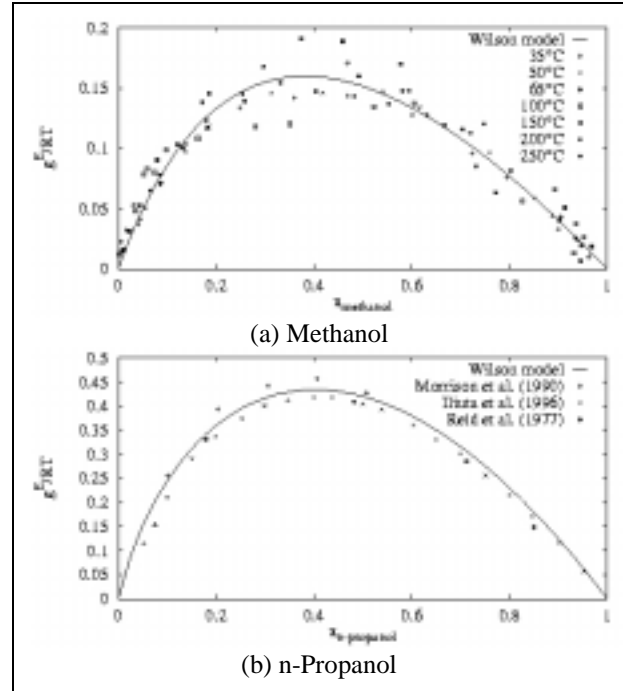 0.2
0.15
0.1
0.05
0
g^E/RT
Wilson model
35°C
50°C
65°C
100°C
150°C
200°C
250°C
0 0.2 0.4 0.6 0.8 1
x_methanol
(a) Methanol
0.5
0.45
0.4
0.35
0.3
0.25
0.2
0.15
0.1
0.05
0
g^E/RT
Wilson model
Morrison et al. (1990)
Iliuta et al. (1996)
Reid et al. (1977)
0 0.2 0.4 0.6 0.8 1
x_n-propanol
(b) n-Propanol